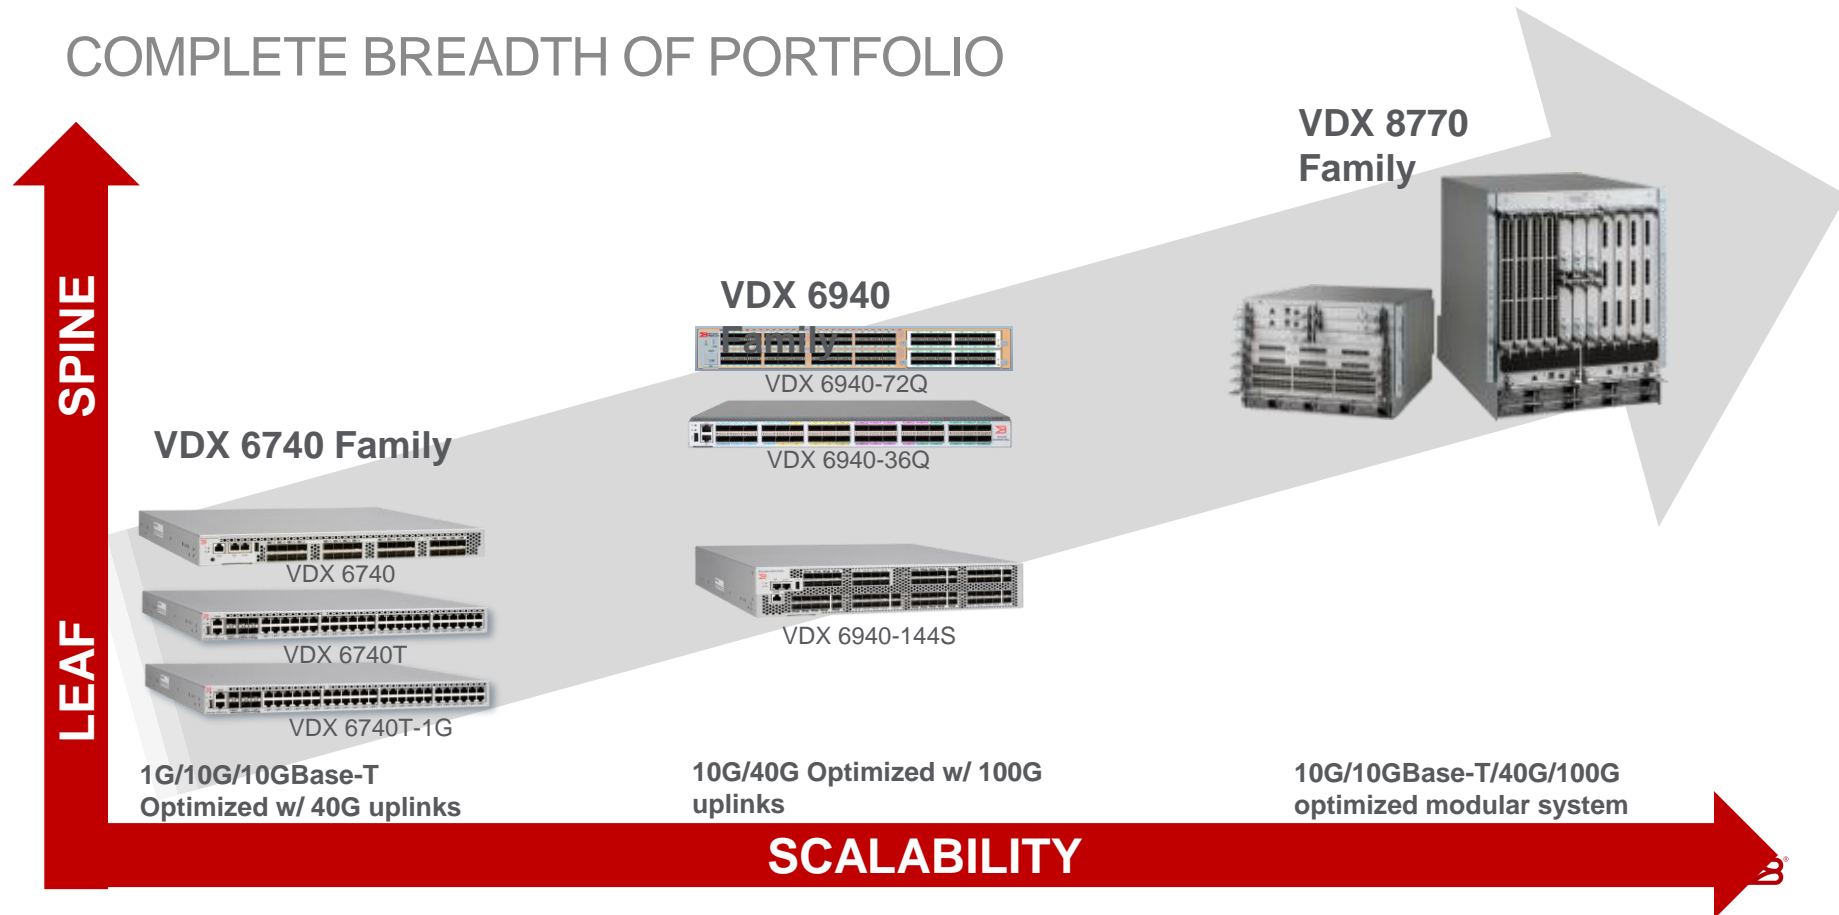 COMPLETE BREADTH OF PORTFOLIO
VDX 8770
Family
VDX 6940
Family
VDX 6940-72Q
VDX 6940-36Q
VDX 6740 Family
VDX 6740
VDX 6740T
VDX 6740T-1G
VDX 6940-144S
SPINE
LEAF
1G/10G/10GBase-T
Optimized w/ 40G uplinks
10G/40G Optimized w/ 100G
uplinks
10G/10GBase-T/40G/100G
optimized modular system
SCALABILITY